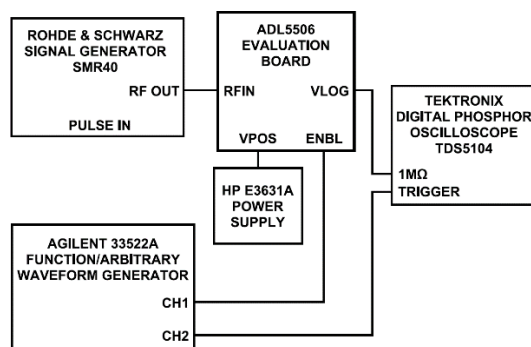 ROHDE & SCHWARZ
SIGNAL GENERATOR
SMR40
RF OUT
PULSE IN
ADL5506
EVALUATION
BOARD
RFIN
VLOG
VPOS
ENBL
TEKTRONIX
DIGITAL PHOSPHOR
OSCILLOSCOPE
TDS5104
1MΩ
TRIGGER
HP E3631A
POWER
SUPPLY
AGILENT 33522A
FUNCTION/ARBITRARY
WAVEFORM GENERATOR
CH1
CH2